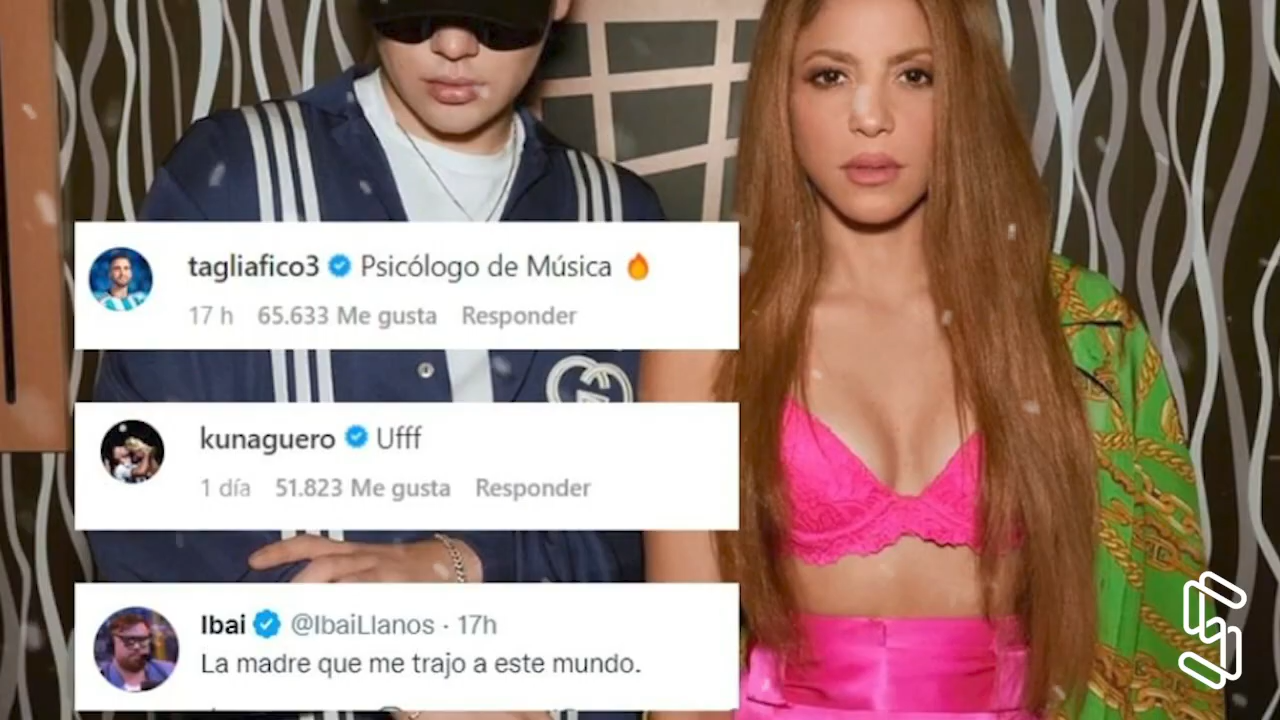 tagliafico3 Psicólogo de Música 🔥
17 h 65.633 Me gusta Responder
kunaguero Ufff
1 día 51.823 Me gusta Responder
Ibai @IbaiLlanos · 17h
La madre que me trajo a este mundo.